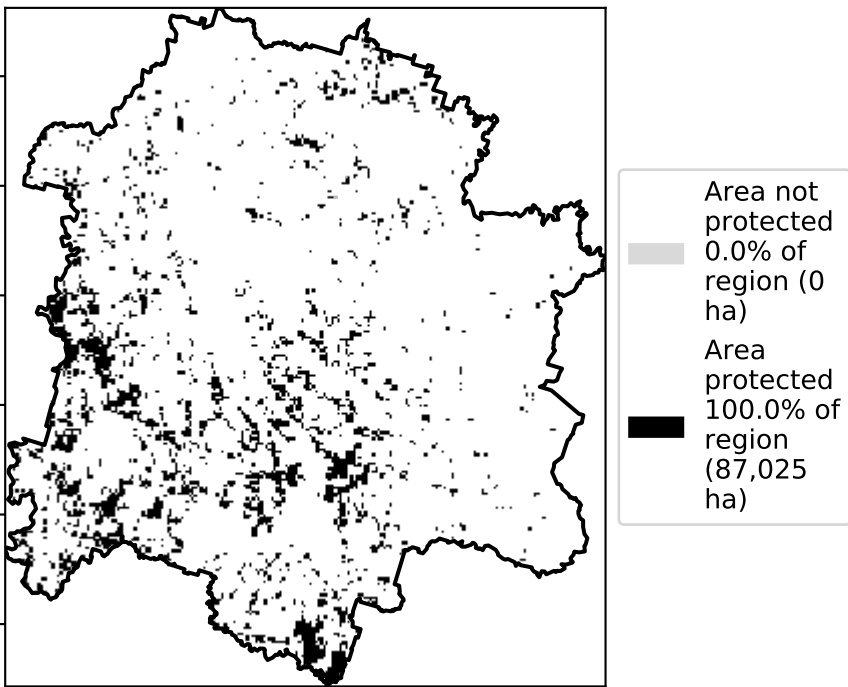 Area not
protected
0.0% of
region (0
ha)
Area
protected
100.0% of
region
(87,025
ha)